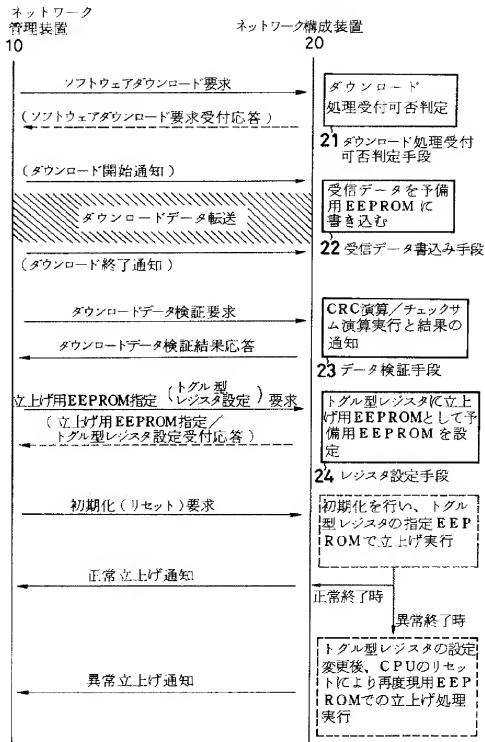 ネットワーク
管理装置
10
ネットワーク構成装置
20
ソフトウェアダウンロード要求
ダウンロード
処理受付可否判定
(ソフトウェアダウンロード要求受付応答)
21 ダウンロード処理受付
可否判定手段
(ダウンロード開始通知)
受信データを予備
用EEPROMに
書き込む
ダウンロードデータ転送
22 受信データ書込み手段
(ダウンロード終了通知)
ダウンロードデータ検証要求
CRC演算/チェックサ
ム演算実行と結果の
通知
ダウンロードデータ検証結果応答
23 データ検証手段
立上げ用EEPROM指定(トグル型
レジスタ設定)要求
トグル型レジスタに立上
げ用EEPROMとして予
備用EEPROMを設
定
(立上げ用EEPROM指定/
トグル型レジスタ設定受付応答)
24 レジスタ設定手段
初期化(リセット)要求
初期化を行い、トグル
型レジスタの指定EEP
ROMで立上げ実行
正常立上げ通知
正常終了時
異常終了時
トグル型レジスタの設定
変更後、CPUのリセッ
トにより再度現用EEP
ROMでの立上げ処理
実行
異常立上げ通知